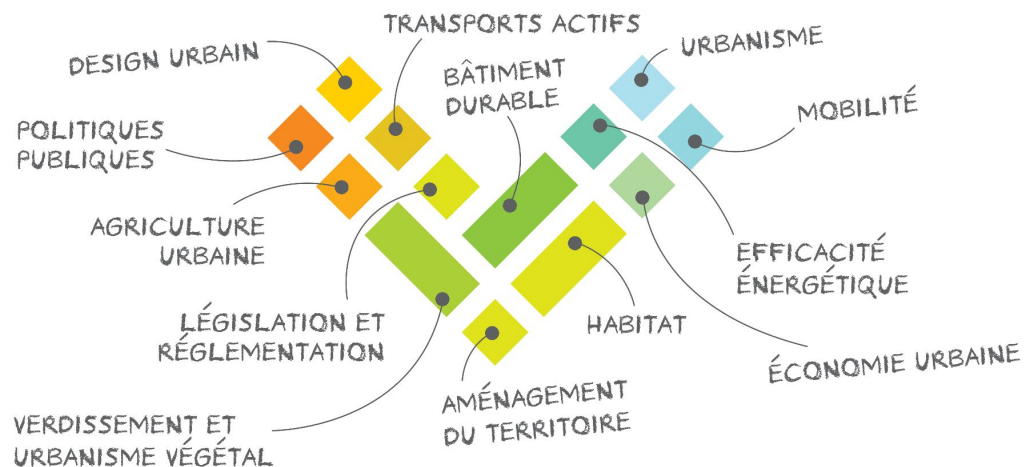 TRANSPORTS ACTIFS
DESIGN URBAIN
URBANISME
BÂTIMENT
DURABLE
MOBILITÉ
POLITIQUES
PUBLIQUES
AGRICULTURE
URBAINE
EFFICACITÉ
ÉNERGÉTIQUE
LÉGISLATION ET
RÉGLEMENTATION
HABITAT
ÉCONOMIE URBAINE
AMÉNAGEMENT
DU TERRITOIRE
VERDISSEMENT ET
URBANISME VÉGÉTAL